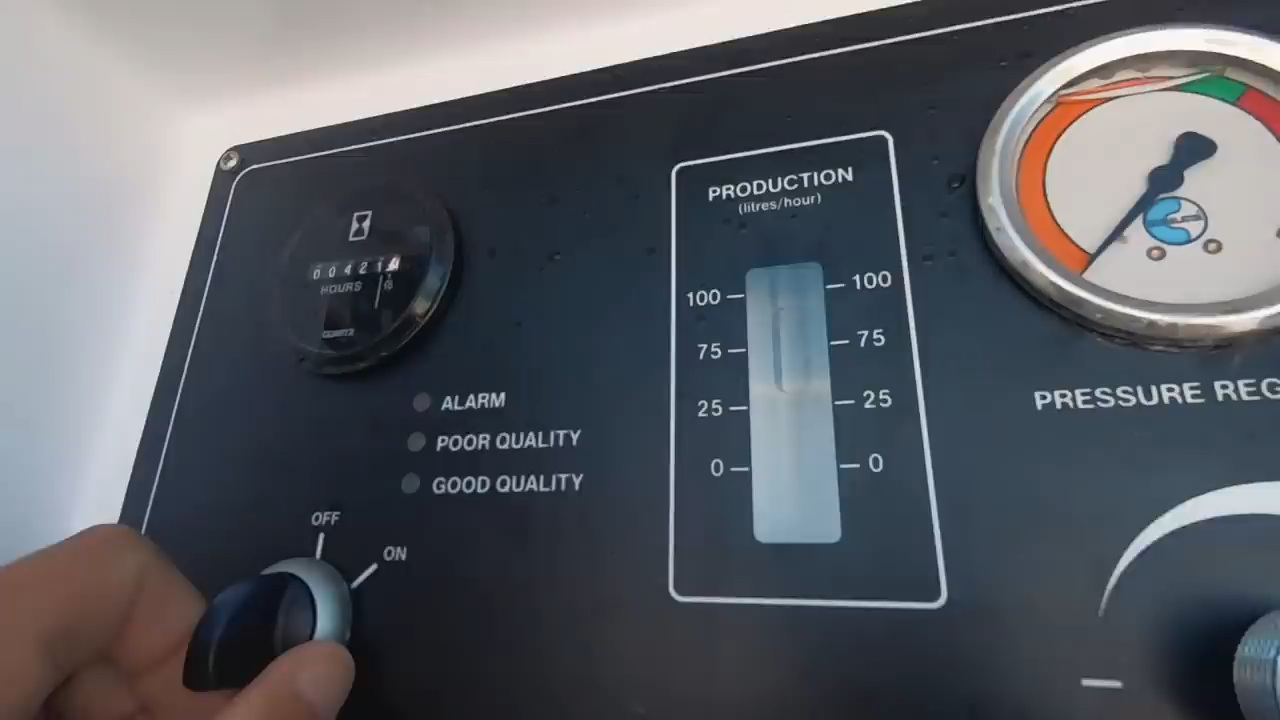 HOURS
QUARTZ
ALARM
POOR QUALITY
GOOD QUALITY
OFF
ON
PRODUCTION
(litres/hour)
100 100
75 75
25 25
0 0
PRESSURE REG